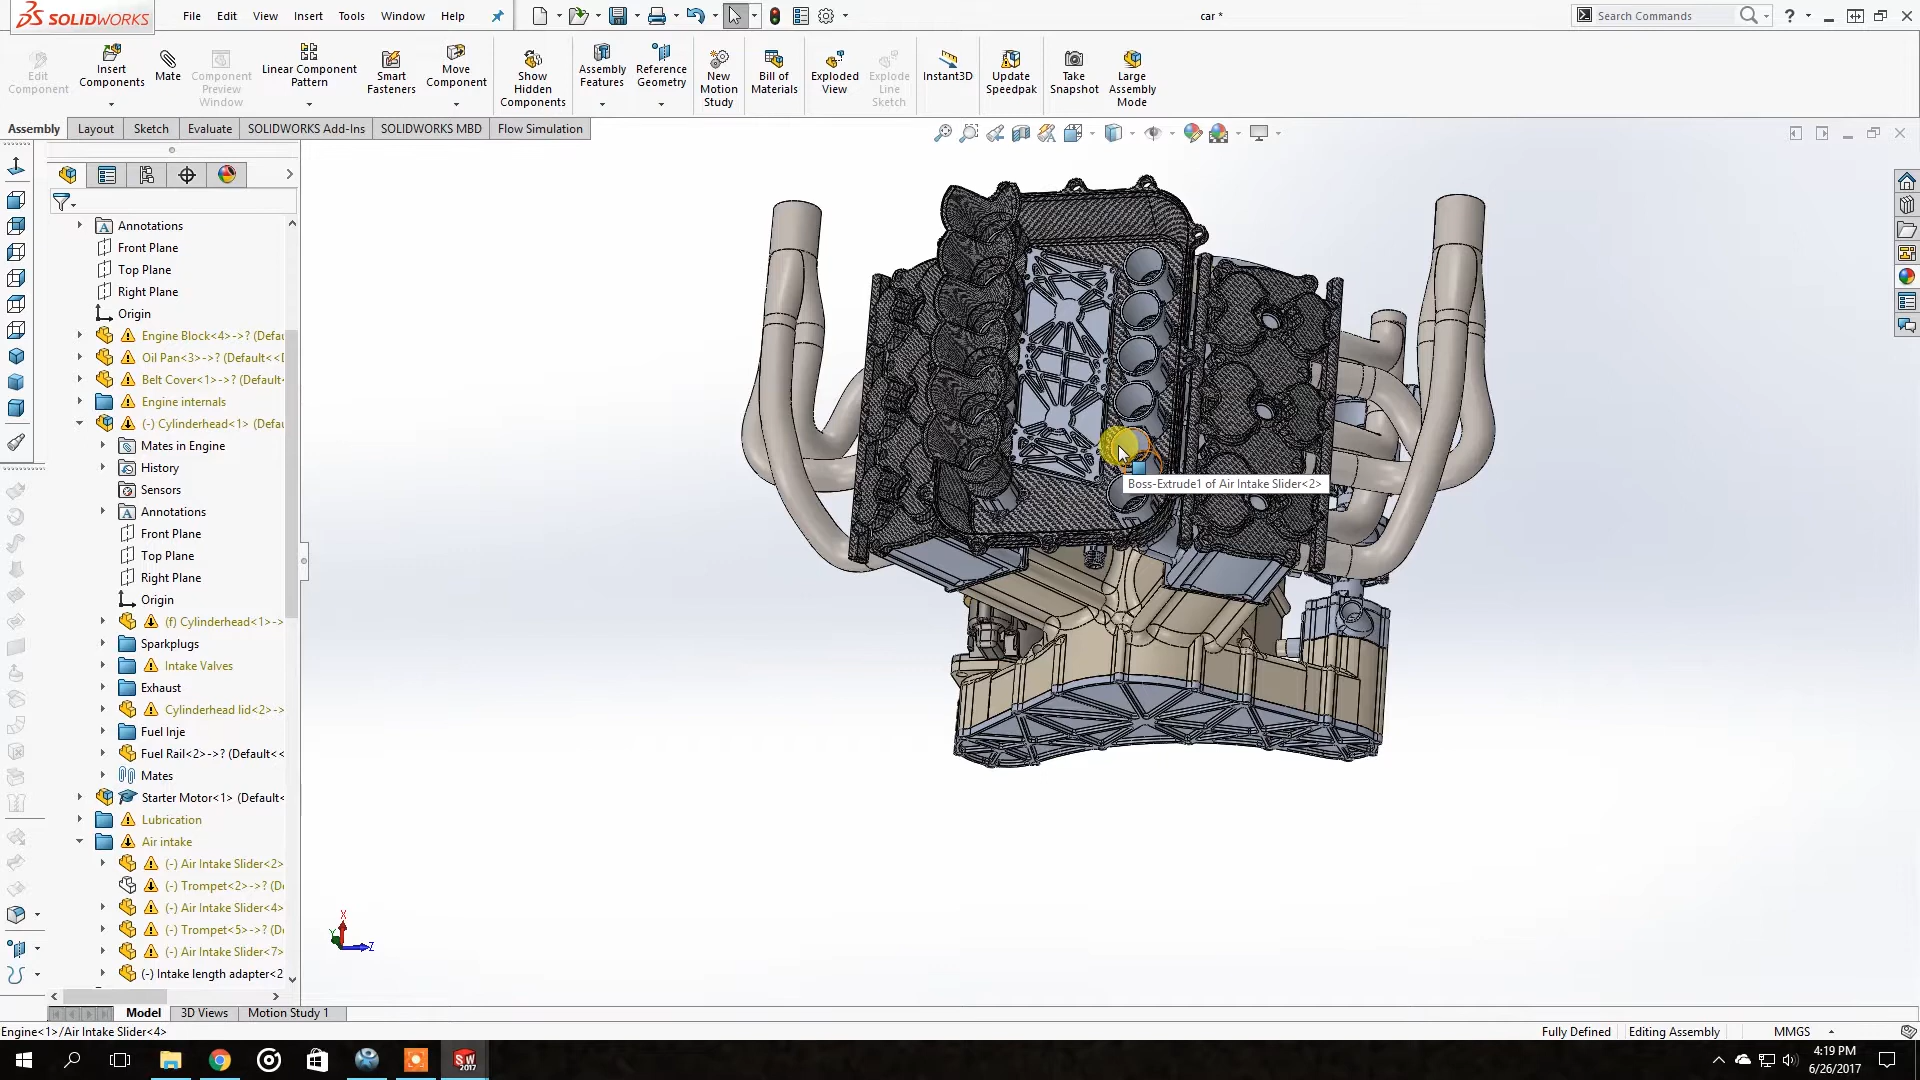 SOLIDWORKS
File Edit View Insert Tools Window Help
car *
Search Commands
Edit Component
Insert Components
Mate
Component Preview Window
Linear Component Pattern
Smart Fasteners
Move Component
Show Hidden Components
Assembly Features
Reference Geometry
New Motion Study
Bill of Materials
Exploded View
Explode Line Sketch
Instant3D
Update Speedpak
Take Snapshot
Large Assembly Mode
Assembly Layout Sketch Evaluate SOLIDWORKS Add-Ins SOLIDWORKS MBD Flow Simulation
Annotations
Front Plane
Top Plane
Right Plane
Origin
Engine Block<4>->? (Defau
Oil Pan<3>->? (Default<<
Belt Cover<1>->? (Default
Engine internals
(-) Cylinderhead<1> (Defau
Mates in Engine
History
Sensors
Annotations
Front Plane
Top Plane
Right Plane
Origin
(f) Cylinderhead<1>->
Sparkplugs
Intake Valves
Exhaust
Cylinderhead lid<2>->
Fuel Inje
Fuel Rail<2>->? (Default<<
Mates
Starter Motor<1> (Default<
Lubrication
Air intake
(-) Air Intake Slider<2>
(-) Trompet<2>->? (D
(-) Air Intake Slider<4>
(-) Trompet<5>->? (D
(-) Air Intake Slider<7>
(-) Intake length adapter<2
Boss-Extrude1 of Air Intake Slider<2>
X
Y
Z
Model 3D Views Motion Study 1
Engine<1>/Air Intake Slider<4>
Fully Defined Editing Assembly MMGS
SW 2017
4:19 PM
6/26/2017